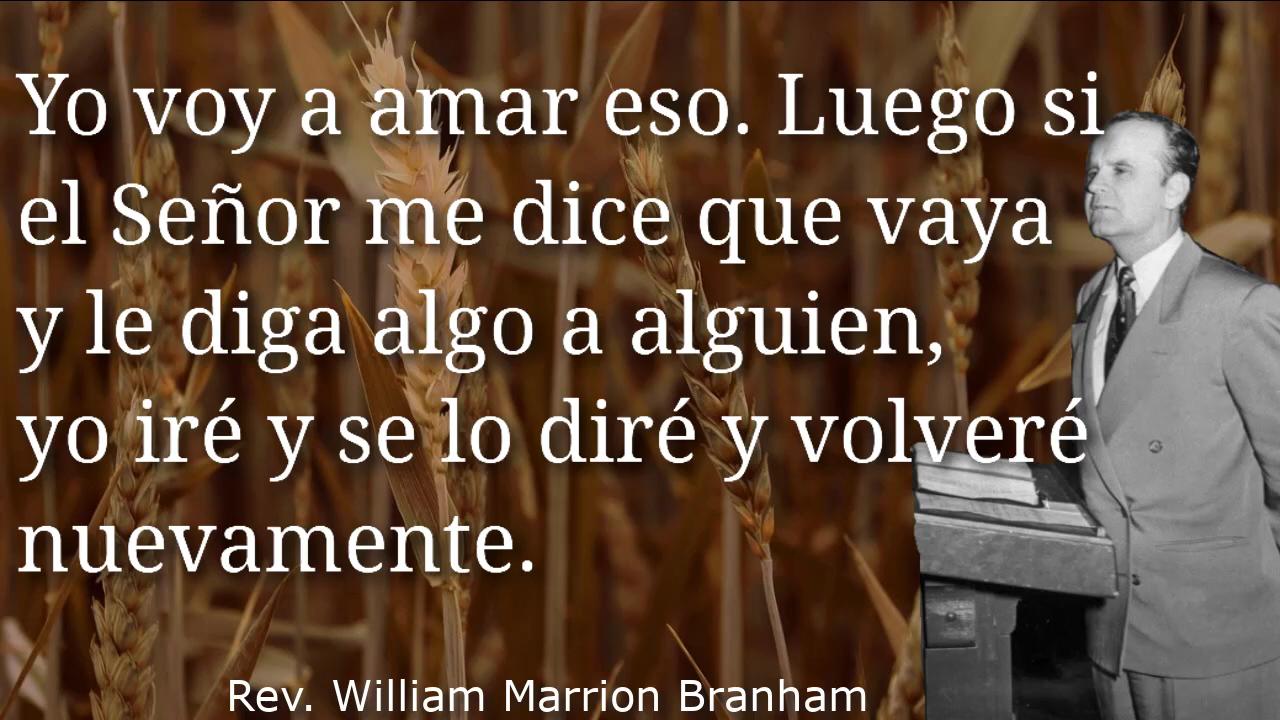 Yo voy a amar eso. Luego si
el Señor me dice que vaya
y le diga algo a alguien,
yo iré y se lo diré y volveré
nuevamente.
Rev. William Marrion Branham